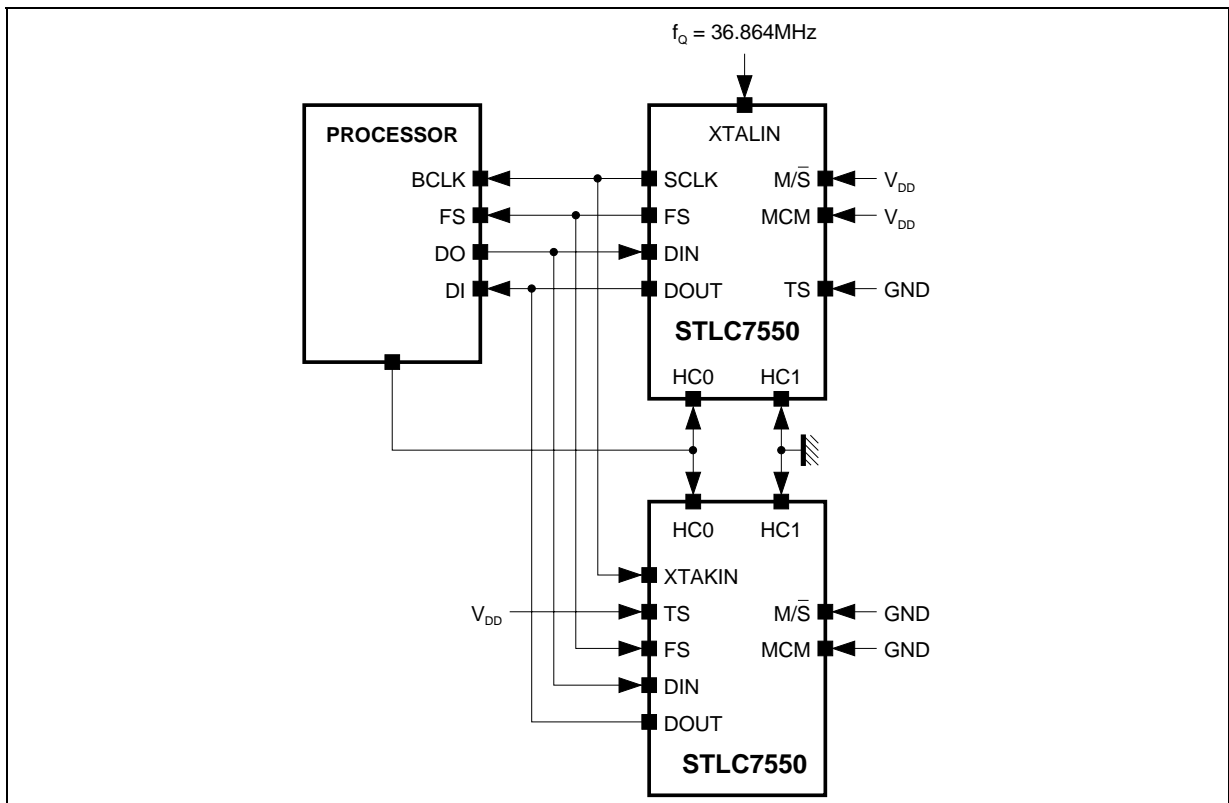 f_Q = 36.864MHz
PROCESSOR
BCLK
FS
DO
DI
XTALIN
SCLK
FS
DIN
DOUT
M/S̅
MCM
TS
V_DD
V_DD
GND
STLC7550
HC0 HC1
HC0 HC1
V_DD
XTAKIN
TS
FS
DIN
DOUT
M/S̅
MCM
GND
GND
STLC7550